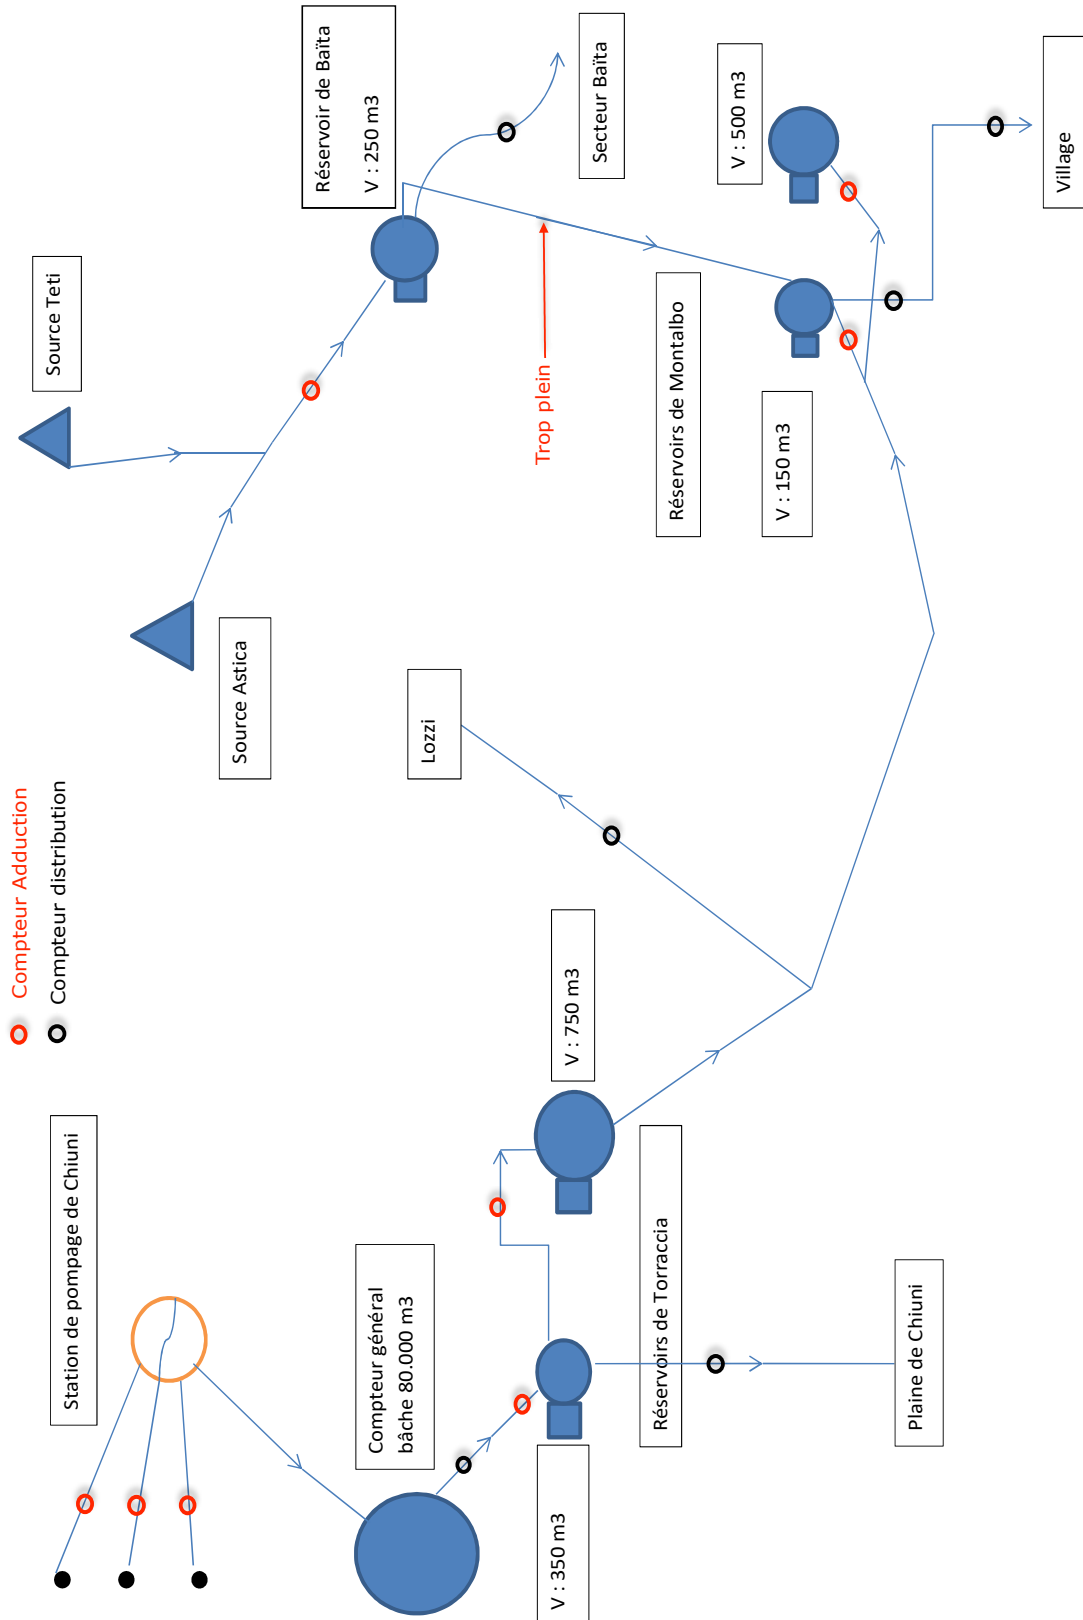 Compteur Adduction
Compteur distribution
Station de pompage de Chiuni
Source Teti
Source Astica
Réservoir de Baïta
V : 250 m3
Secteur Baïta
Trop plein
Lozzi
Compteur général
bâche 80.000 m3
V : 350 m3
V : 750 m3
Réservoirs de Torraccia
Plaine de Chiuni
Réservoirs de Montalbo
V : 150 m3
V : 500 m3
Village